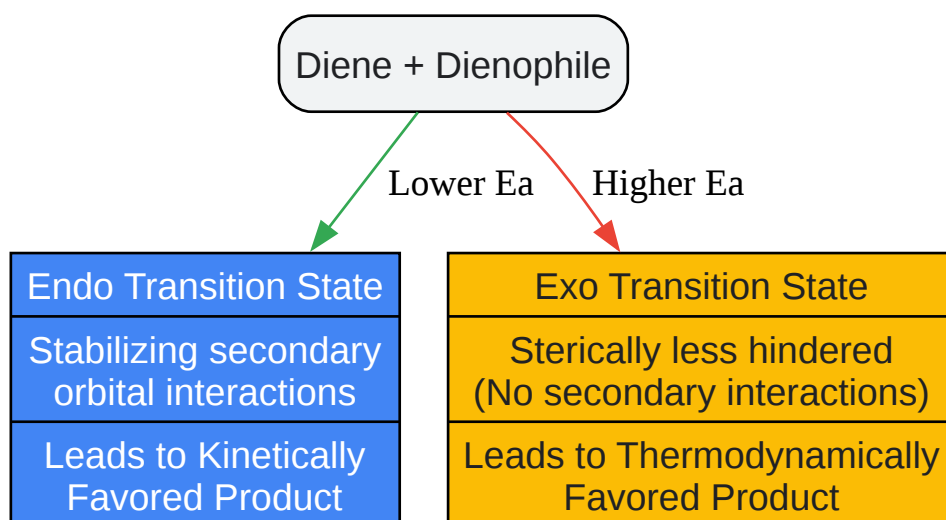 Diene + Dienophile
Lower Ea
Higher Ea
Endo Transition State
Stabilizing secondary
orbital interactions
Leads to Kinetically
Favored Product
Exo Transition State
Sterically less hindered
(No secondary interactions)
Leads to Thermodynamically
Favored Product